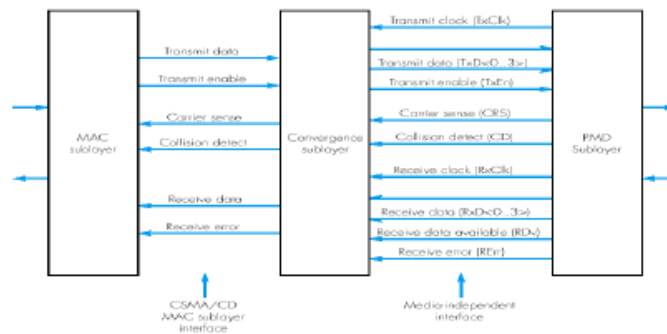 Transmit clock (TxClk)
Transmit data
Transmit data (TxD<0..3>)
Transmit enable
Transmit enable (TxEn)
Carrier sense
Carrier sense (CRS)
MAC
sublayer
Convergence
sublayer
PMD
Sublayer
Collision detect
Collision detect (CD)
Receive clock (RxClk)
Receive data
Receive data (RxD<0..3>)
Receive error
Receive data available (RDv)
Receive error (RErr)
CSMA/CD
MAC sublayer
interface
Media-independent
interface